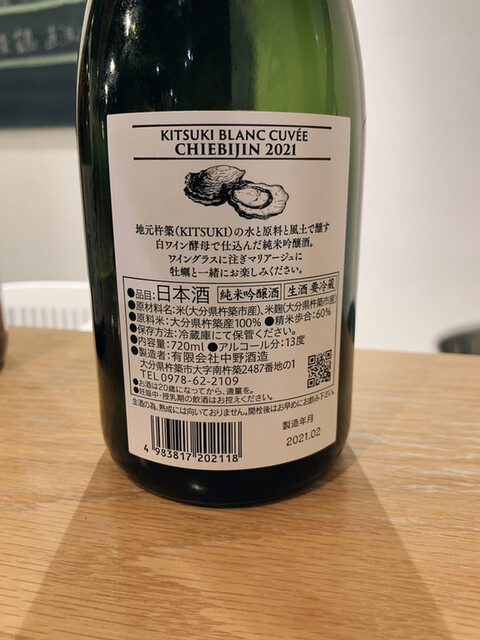 KITSUKI BLANC CUVÉE
CHIEBIJIN 2021
地元杵築(KITSUKI)の水と原料と風土で醸す
白ワイン酵母で仕込んだ純米吟醸酒。
ワイングラスに注ぎマリアージュに
牡蠣と一緒にお楽しみください。
●品目:日本酒 純米吟醸酒 生酒 要冷蔵
●原材料名:米(大分県杵築市産)、米麹(大分県杵築市産)
●原料米:大分県杵築産100% ●精米歩合:60%
●保存方法:冷蔵庫にて保管ください。
●内容量:720ml ●アルコール分:13度
●製造者:有限会社中野酒造
大分県杵築市大字南杵築2487番地の1
TEL 0978-62-2109
●お酒は20歳になってから、適量を。
●妊娠中・授乳期の飲酒はお控えください。
生酒の為、熟成には向いておりません。開栓後はお早めにお飲み下さい。
4 983817 202118
製造年月
2021.02